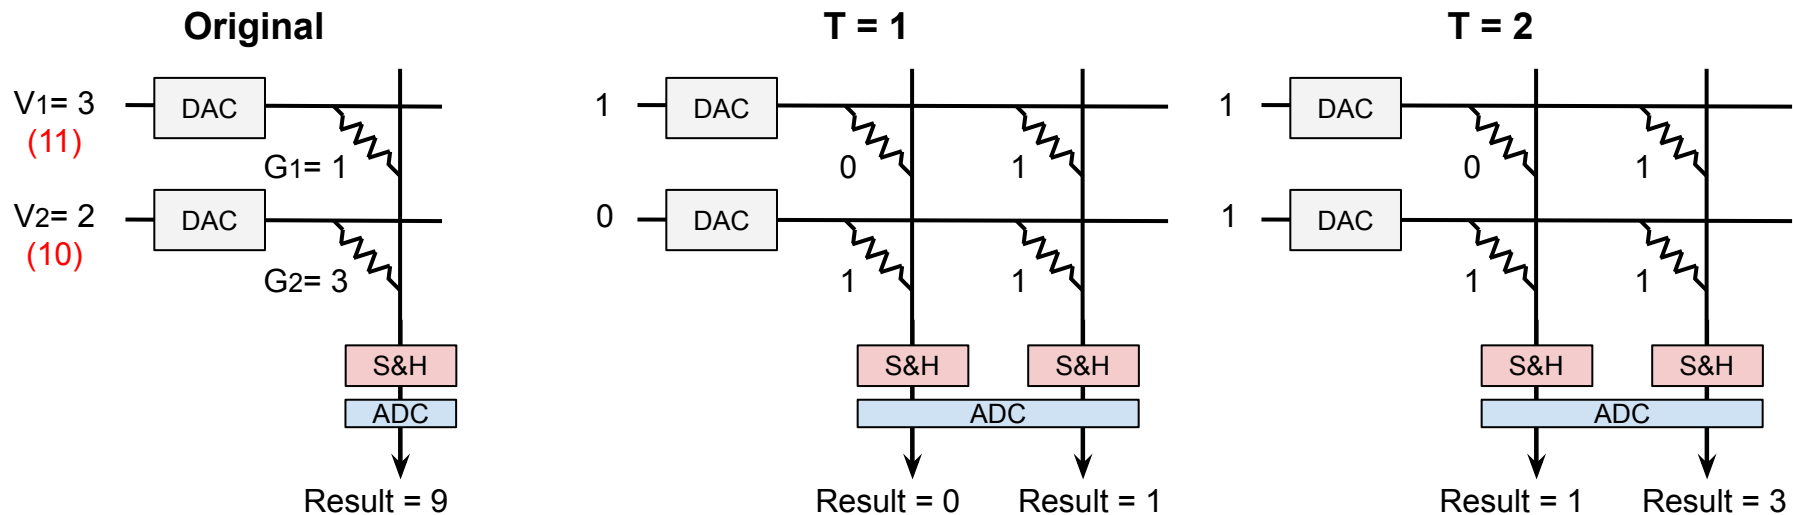 Original
V1= 3
(11)
DAC
G1= 1
V2= 2
(10)
DAC
G2= 3
S&H
ADC
Result = 9
T = 1
1
DAC
0
1
0
DAC
1
1
S&H
S&H
ADC
Result = 0
Result = 1
T = 2
1
DAC
0
1
1
DAC
1
1
S&H
S&H
ADC
Result = 1
Result = 3